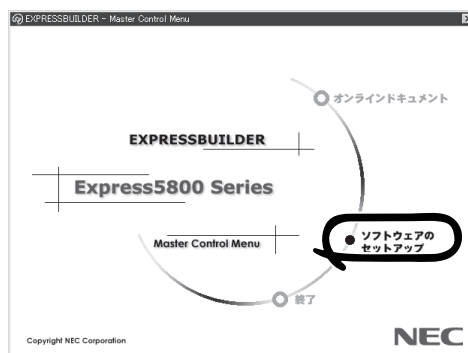 EXPRESSBUILDER - Master Control Menu
オンラインドキュメント
EXPRESSBUILDER
Express5800 Series
Master Control Menu
ソフトウェアの
セットアップ
終了
Copyright NEC Corporation
NEC